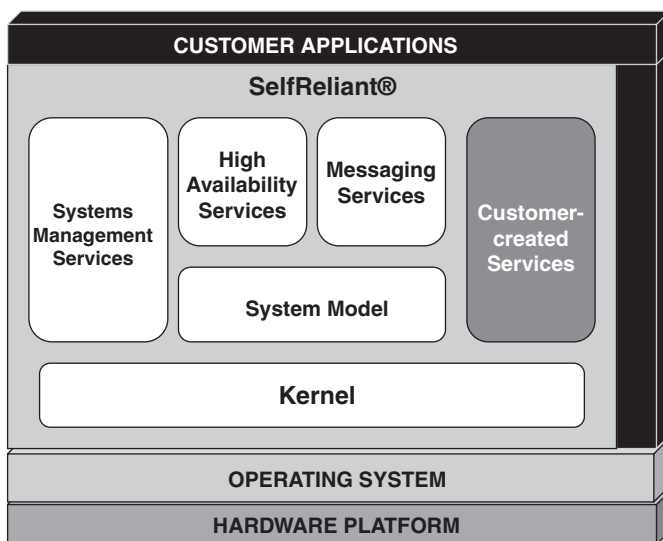 CUSTOMER APPLICATIONS
SelfReliant®
Systems
Management
Services
High
Availability
Services
Messaging
Services
Customer-
created
Services
System Model
Kernel
OPERATING SYSTEM
HARDWARE PLATFORM